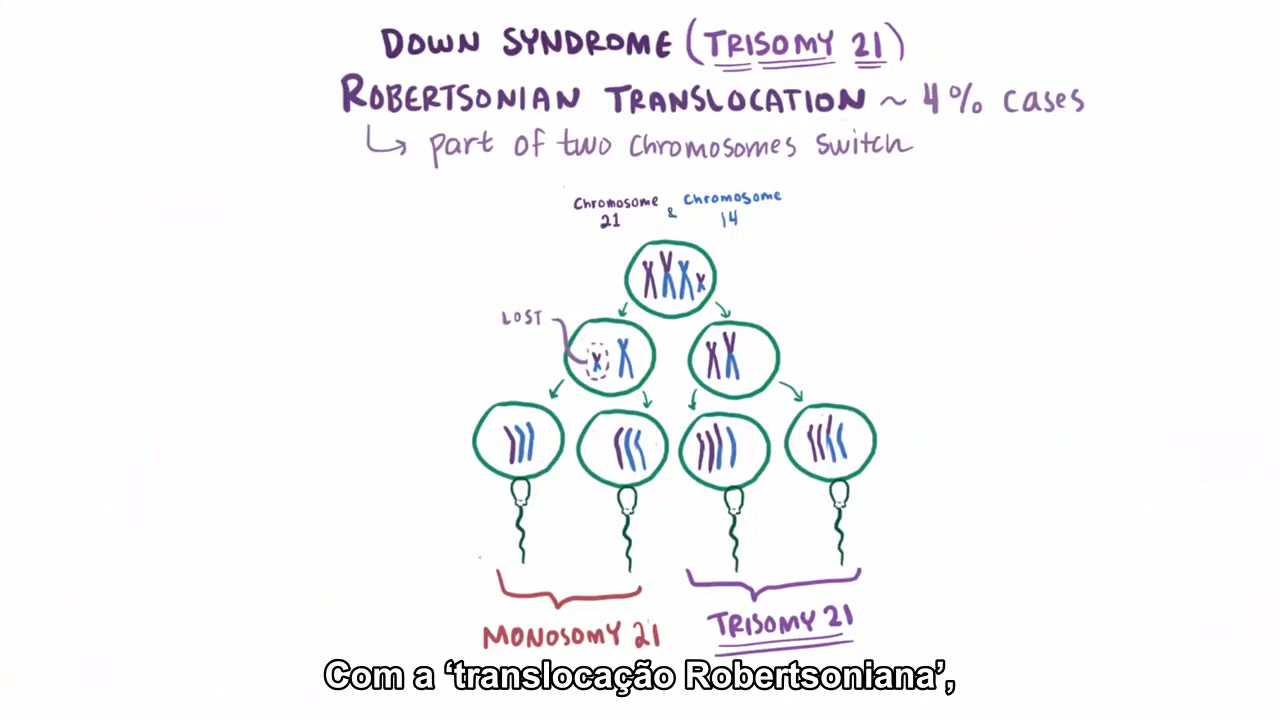 DOWN SYNDROME (TRISOMY 21)
ROBERTSONIAN TRANSLOCATION ~ 4% cases
part of two chromosomes switch
Chromosome 21 & Chromosome 14
LOST
MONOSOMY 21
TRISOMY 21
Com a ‘translocação Robertsoniana’,